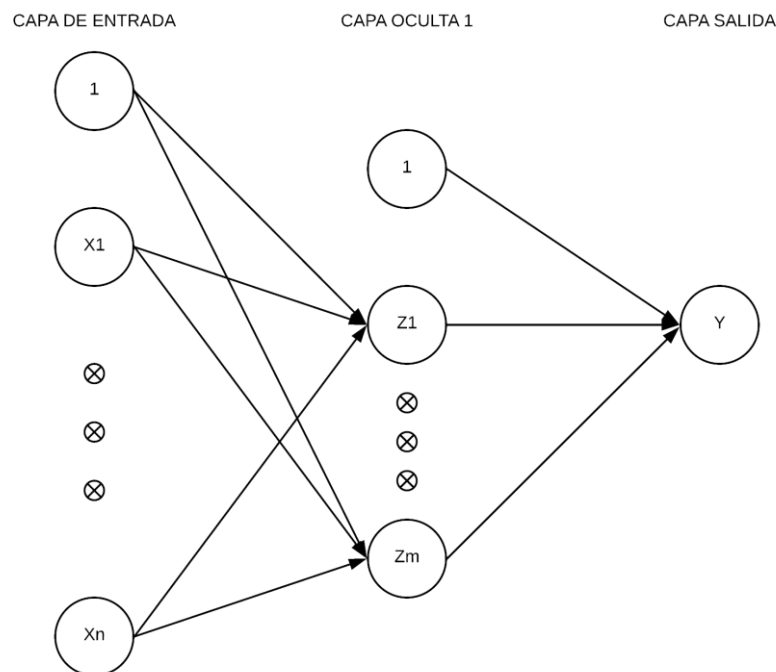 CAPA DE ENTRADA
CAPA OCULTA 1
CAPA SALIDA
1
1
X1
Z1
Y
Zm
Xn